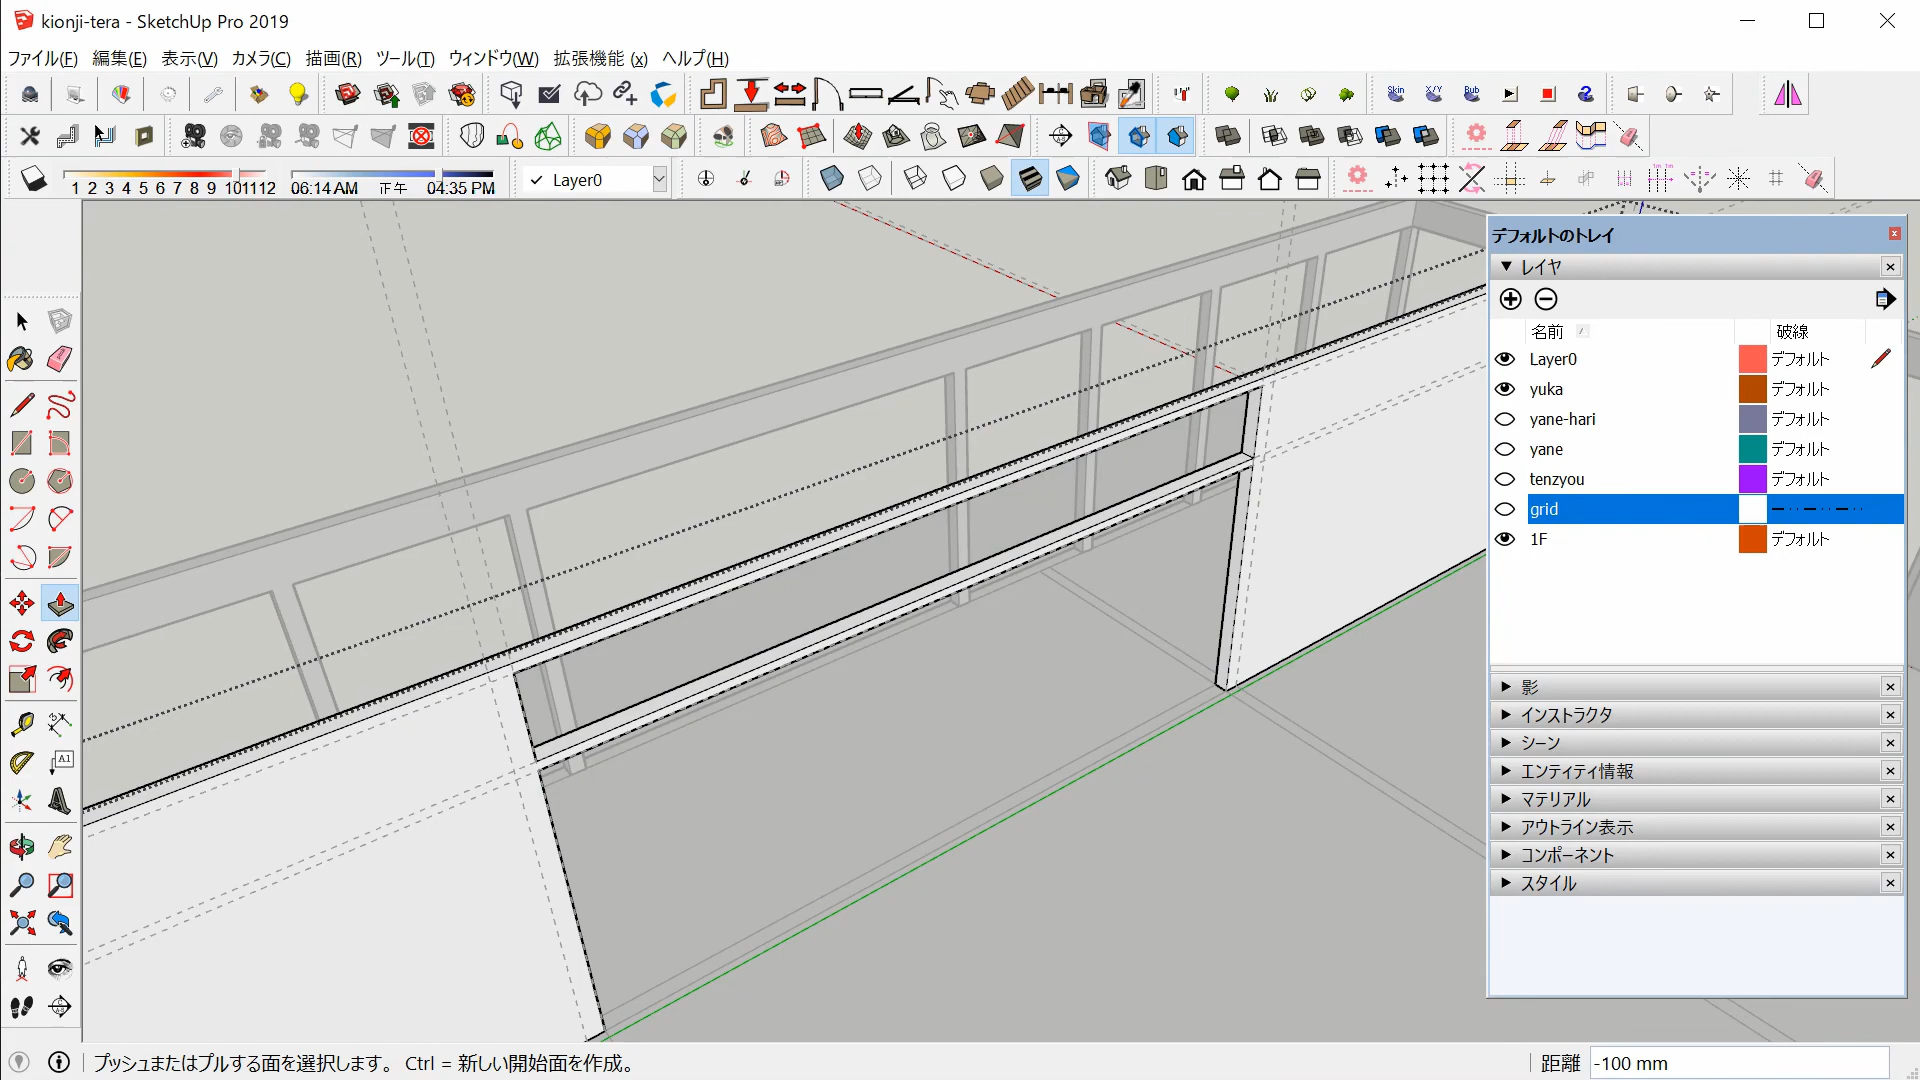 kionji-tera - SketchUp Pro 2019
ファイル(F) 編集(E) 表示(V) カメラ(C) 描画(R) ツール(T) ウィンドウ(W) 拡張機能 (x) ヘルプ(H)
Skin X/Y Bub
1 2 3 4 5 6 7 8 9 101112 06:14 AM 正午 04:35 PM Layer0
デフォルトのトレイ
レイヤ
名前 破線
Layer0 デフォルト
yuka デフォルト
yane-hari デフォルト
yane デフォルト
tenzyou デフォルト
grid
1F デフォルト
影
インストラクタ
シーン
エンティティ情報
マテリアル
アウトライン表示
コンポーネント
スタイル
A1
プッシュまたはプルする面を選択します。 Ctrl = 新しい開始面を作成。
距離 -100 mm